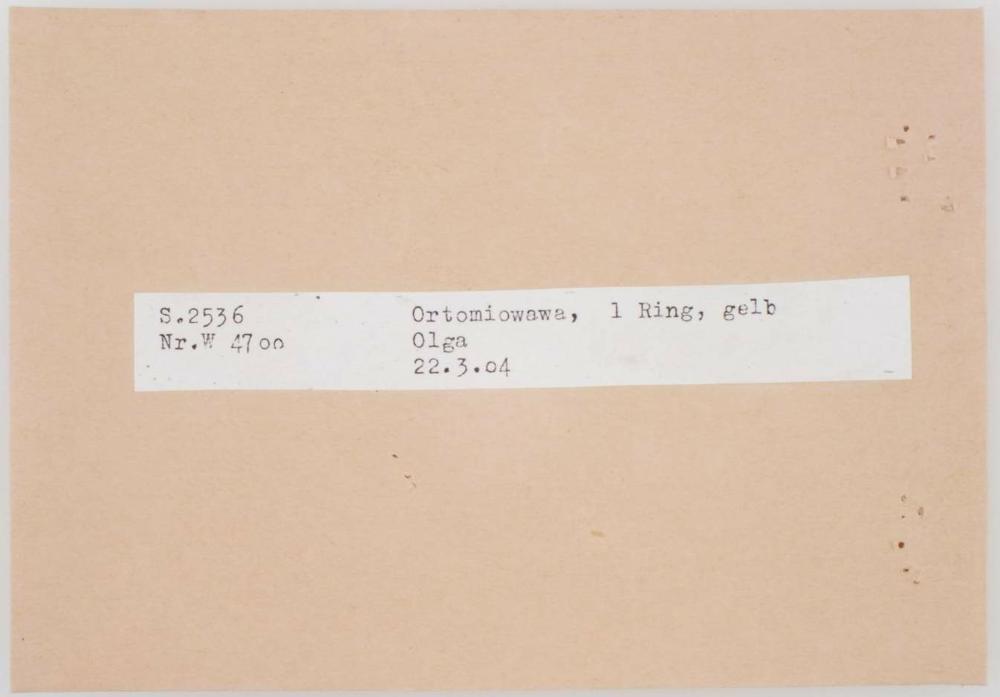 S.2536 Ortomiowawa, 1 Ring, gelb
Nr.W 4700 Olga
22.3.04